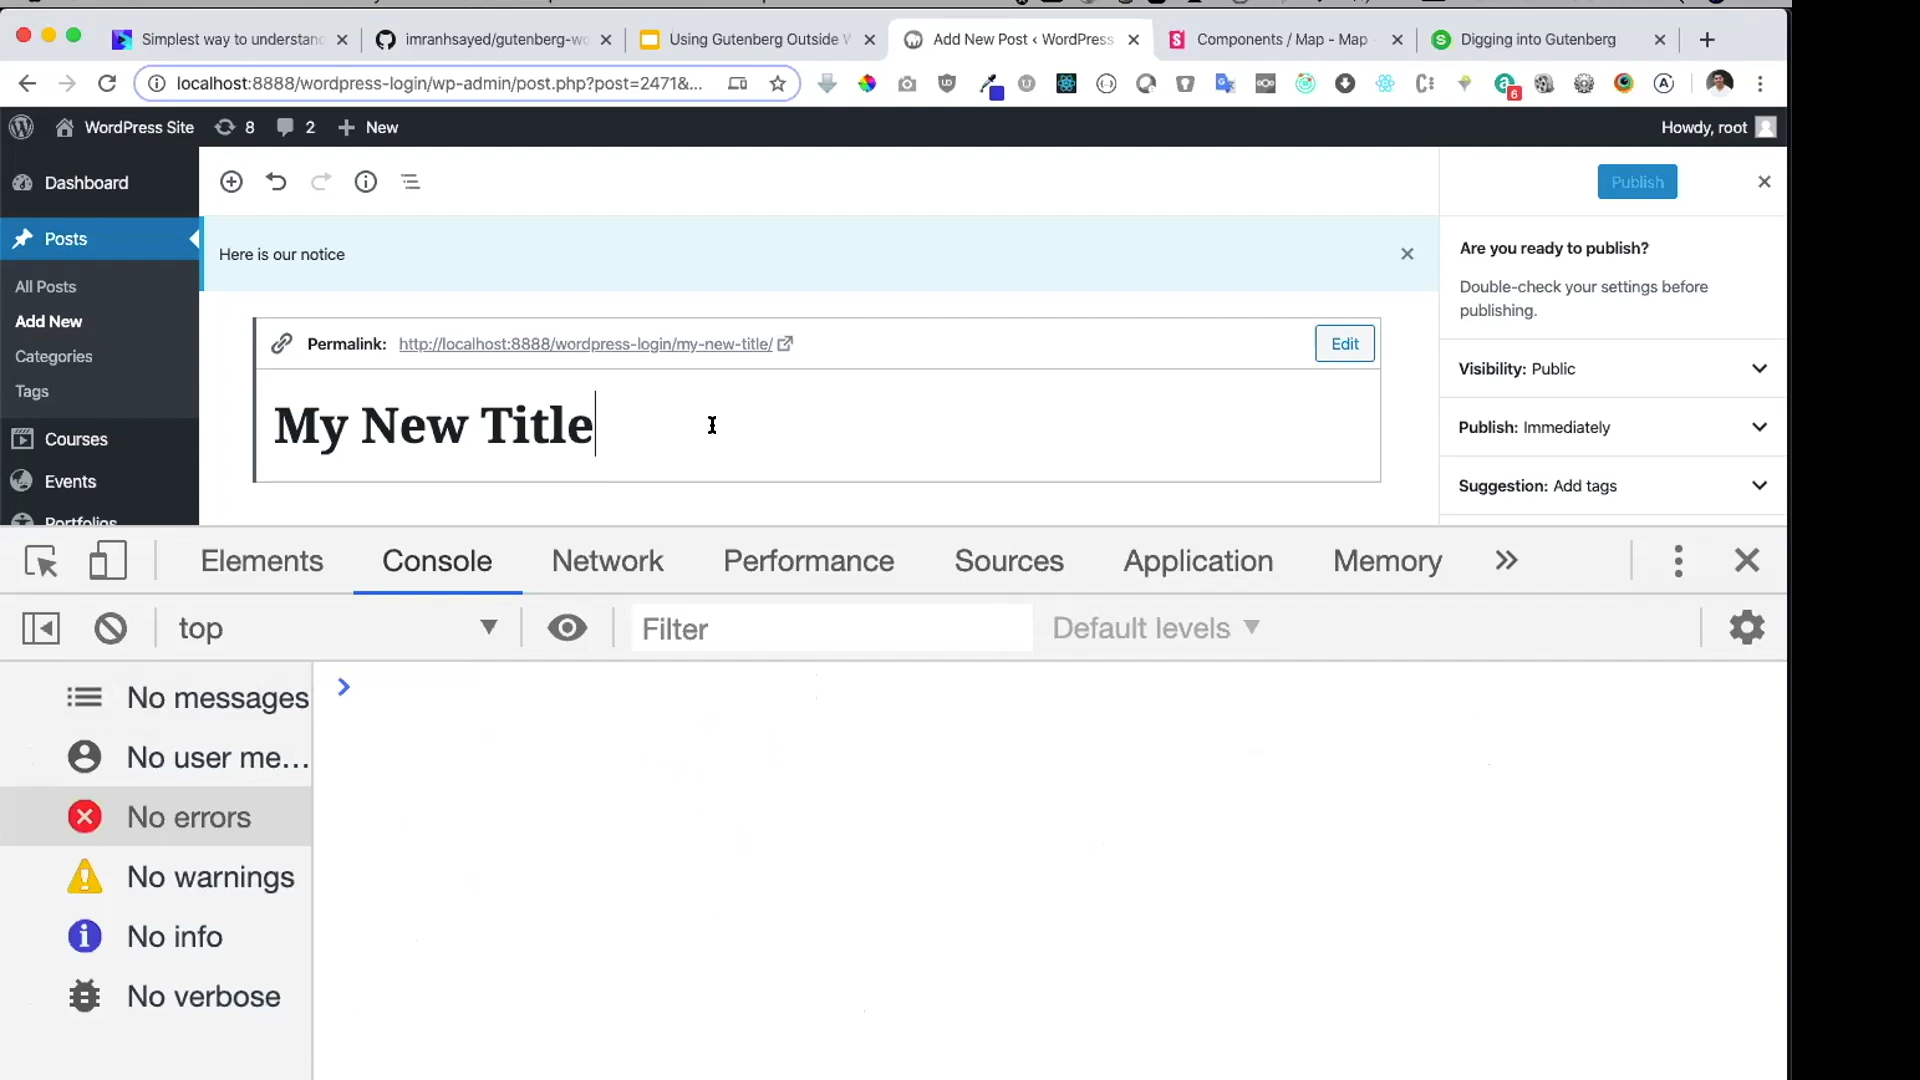 Simplest way to understan
imranhsayed/gutenberg-wo
Using Gutenberg Outside W
Add New Post ‹ WordPress
Components / Map - Map
Digging into Gutenberg
localhost:8888/wordpress-login/wp-admin/post.php?post=2471&...
6
WordPress Site
8
2
New
Howdy, root
Dashboard
Posts
All Posts
Add New
Categories
Tags
Courses
Events
Portfolios
Publish
Here is our notice
Permalink: http://localhost:8888/wordpress-login/my-new-title/
Edit
My New Title
Are you ready to publish?
Double-check your settings before
publishing.
Visibility: Public
Publish: Immediately
Suggestion: Add tags
Elements
Console
Network
Performance
Sources
Application
Memory
top
Filter
Default levels
No messages
No user me...
No errors
No warnings
No info
No verbose